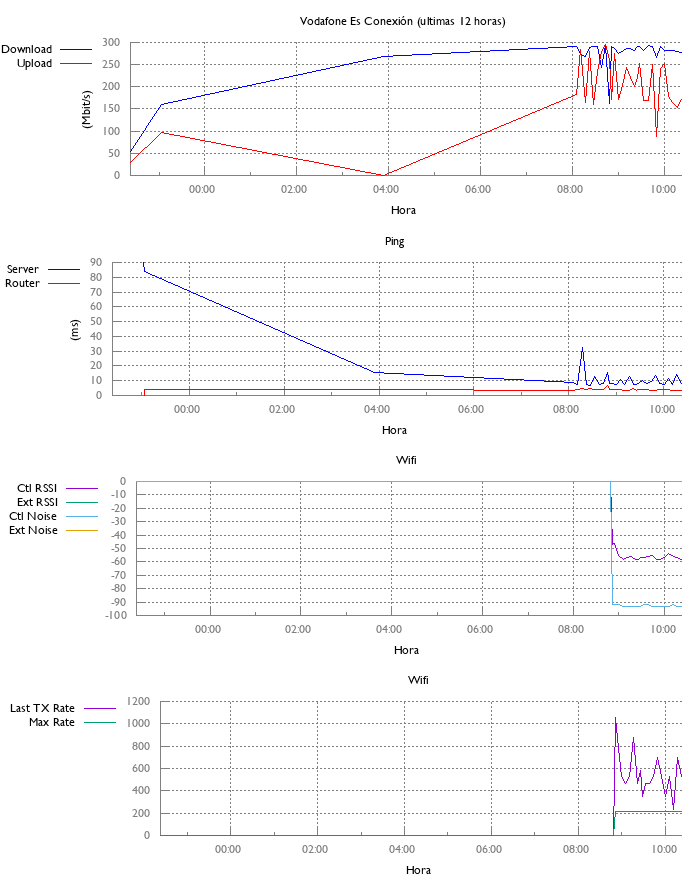 Vodafone Es Conexión (ultimas 12 horas)
Download
Upload
300
250
200
150
100
50
0
(Mbit/s)
00:00 02:00 04:00 06:00 08:00 10:00
Hora
Ping
Server
Router
90
80
70
60
50
40
30
20
10
0
(ms)
00:00 02:00 04:00 06:00 08:00 10:00
Hora
Wifi
Ctl RSSI
Ext RSSI
Ctl Noise
Ext Noise
0
-10
-20
-30
-40
-50
-60
-70
-80
-90
-100
00:00 02:00 04:00 06:00 08:00 10:00
Hora
Wifi
Last TX Rate
Max Rate
1200
1000
800
600
400
200
0
00:00 02:00 04:00 06:00 08:00 10:00
Hora